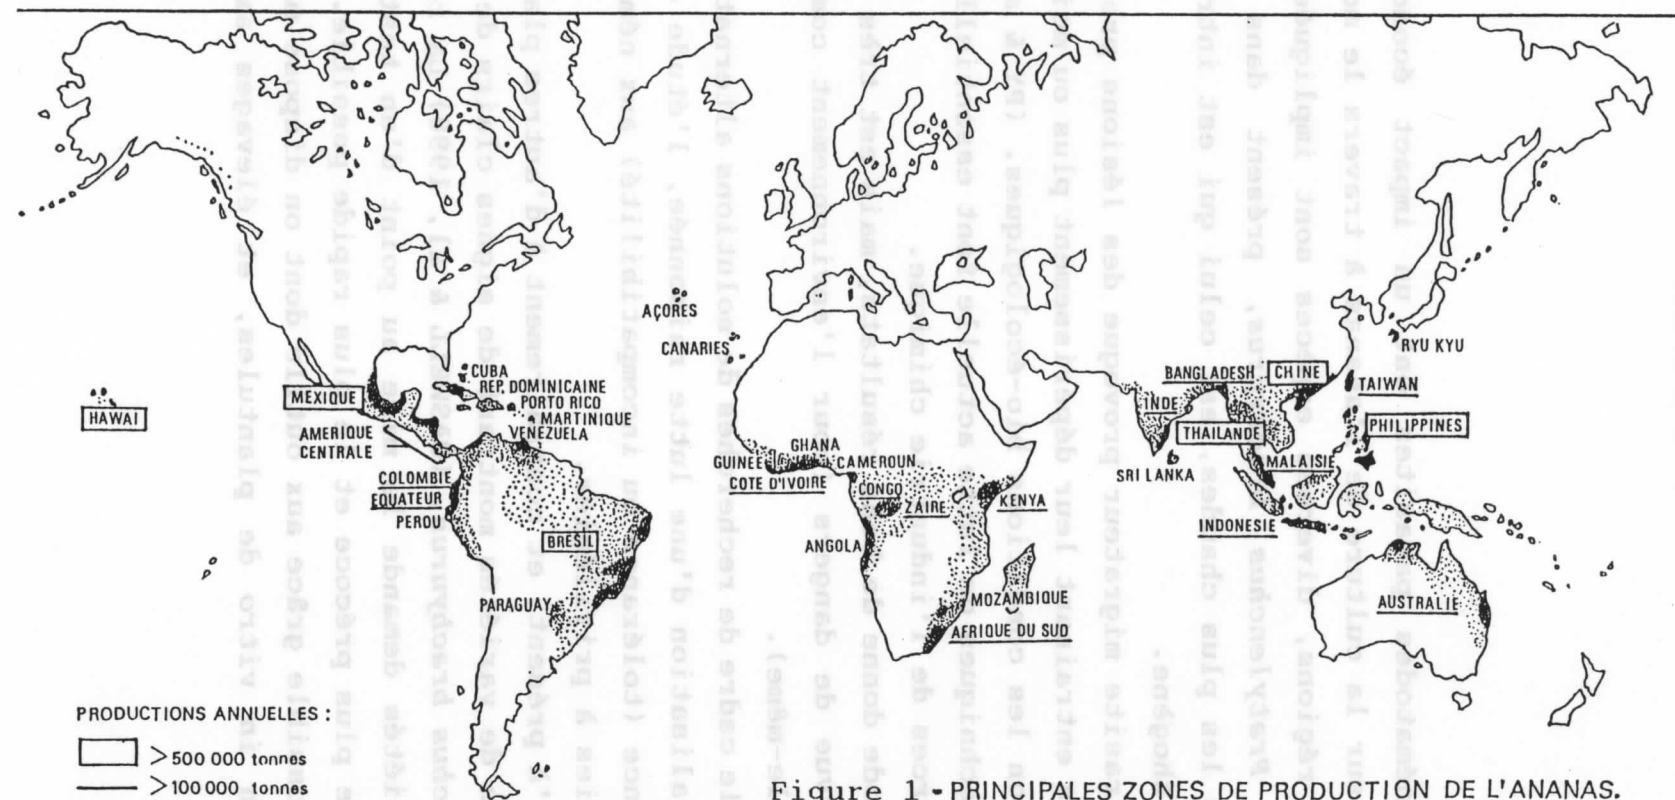 AÇORES
CANARIES
RYU KYU
HAWAI
MEXIQUE
CUBA
REP. DOMINICAINE
PORTO RICO
MARTINIQUE
VENEZUELA
AMERIQUE
CENTRALE
COLOMBIE
EQUATEUR
PEROU
BRESIL
PARAGUAY
GHANA
GUINEE
CAMEROUN
COTE D'IVOIRE
CONGO
ZAIRE
KENYA
ANGOLA
MOZAMBIQUE
AFRIQUE DU SUD
BANGLADESH
CHINE
TAIWAN
INDE
THAILANDE
PHILIPPINES
MALAISIE
SRI LANKA
INDONESIE
AUSTRALIE
PRODUCTIONS ANNUELLES :
>500 000 tonnes
>100 000 tonnes
Figure 1 - PRINCIPALES ZONES DE PRODUCTION DE L'ANANAS.